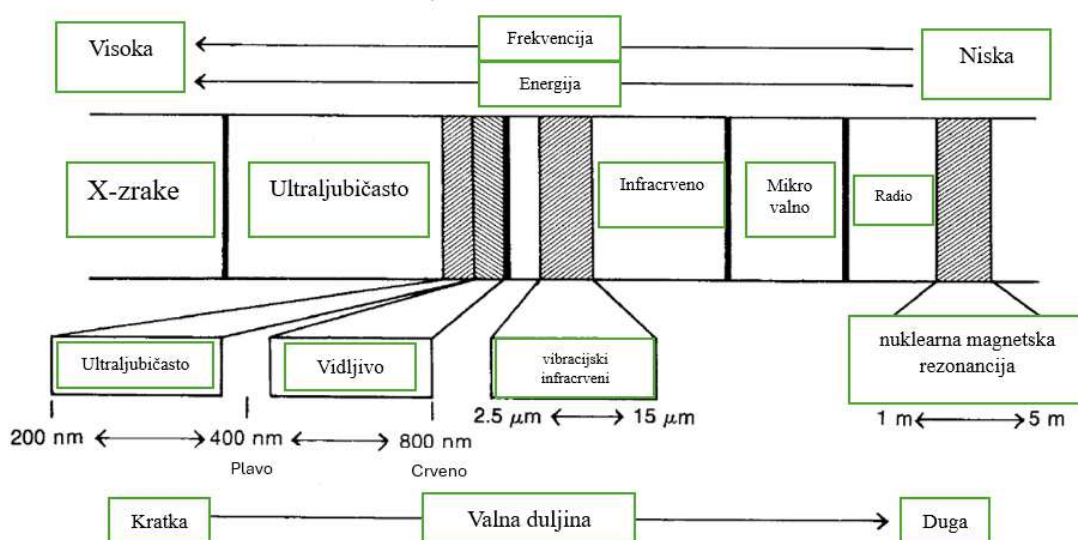 Visoka
Frekvencija
Niska
Energija
X-zrake
Ultraljubičasto
Infracrveno
Mikro
valno
Radio
Ultraljubičasto
Vidljivo
vibracijski
infracrveni
nuklearna magnetska
rezonancija
200 nm
400 nm
800 nm
2.5 μm
15 μm
1 m
5 m
Plavo
Crveno
Kratka
Valna duljina
Duga